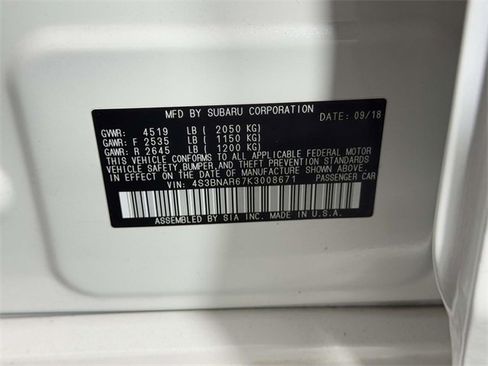 MFD BY SUBARU CORPORATION
DATE: 09/18
GVWR: 4519 LB ( 2050 KG)
GAWR: F 2535 LB ( 1150 KG)
GAWR: R 2645 LB ( 1200 KG)
THIS VEHICLE CONFORMS TO ALL APPLICABLE FEDERAL MOTOR
VEHICLE SAFETY,BUMPER,AND THEFT PREVENTION STANDARDS
IN EFFECT ON THE DATE OF MANUFACTURE SHOWN ABOVE.
VIN: 4S3BNAR67K3008671 PASSENGER CAR
ASSEMBLED BY SIA INC. MADE IN U.S.A.